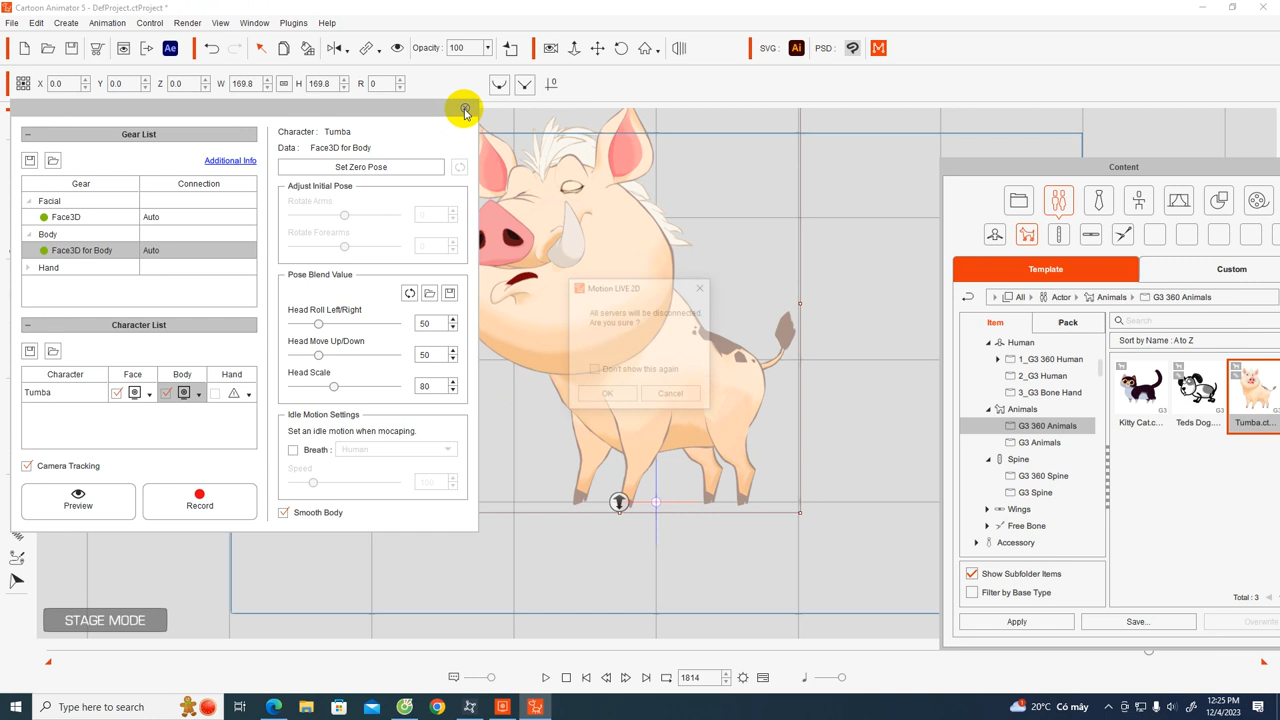 Cartoon Animator 5 - DefProject.ctProject *
File Edit Create Animation Control Render View Window Plugins Help
Ae Opacity: 100 SVG : Ai PSD : M
X 0.0 Y 0.0 Z 0.0 W 169.8 H 169.8 R 0
Gear List
Additional Info
Gear Connection
Facial
Face3D Auto
Body
Face3D for Body Auto
Hand
Character List
Character Face Body Hand
Tumba
Camera Tracking
Preview Record
Character : Tumba
Data : Face3D for Body
Set Zero Pose
Adjust Initial Pose
Rotate Arms
0
Rotate Forearms
0
Pose Blend Value
Head Roll Left/Right
50
Head Move Up/Down
50
Head Scale
80
Idle Motion Settings
Set an idle motion when mocaping.
Breath : Human
Speed
100
Smooth Body
Motion LIVE 2D
All servers will be disconnected.
Are you sure ?
Don't show this again
OK Cancel
STAGE MODE
Content
Template Custom
All Actor Animals G3 360 Animals
Item Pack
Search
Sort by Name : A to Z
Human
1_G3 360 Human
2_G3 Human
3_G3 Bone Hand
Animals
G3 360 Animals
G3 Animals
Spine
G3 360 Spine
G3 Spine
Wings
Free Bone
Accessory
Kitty Cat.c... Teds Dog.... Tumba.ct...
G3 G3 G3
Show Subfolder Items
Filter by Base Type
Total : 3
Apply Save... Overwrite
1814
Type here to search
20°C Có mây
12:25 PM
12/4/2023